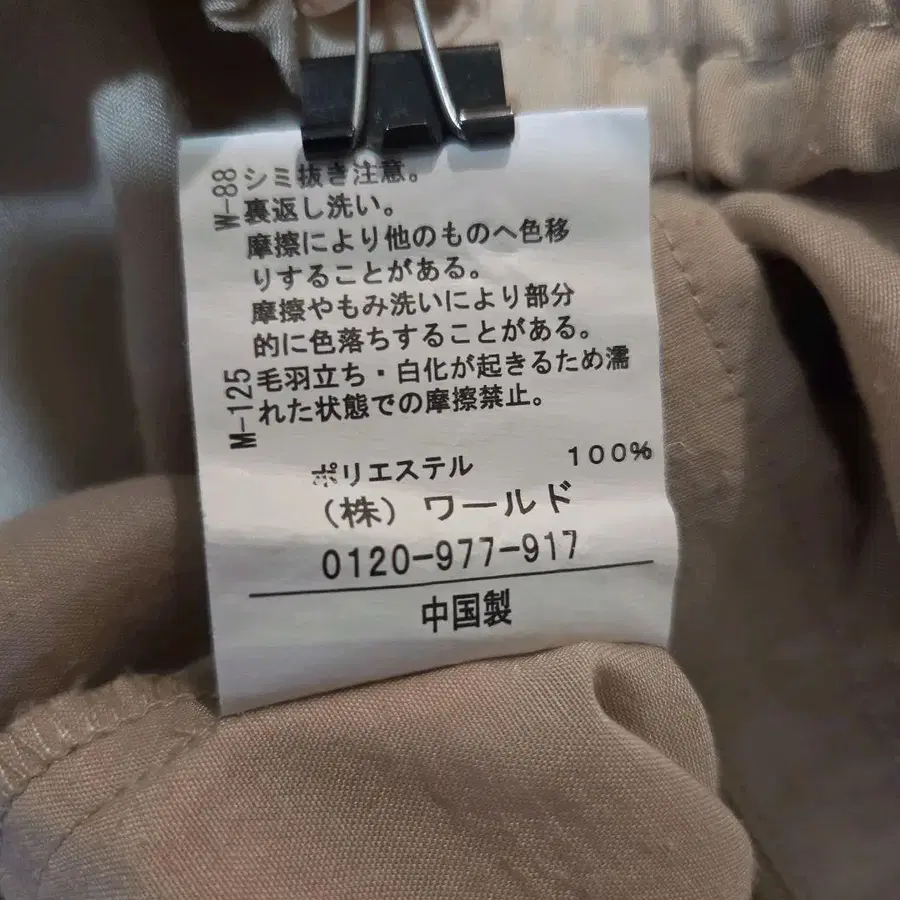 W-88
シミ抜き注意。
裏返し洗い。
摩擦により他のものへ色移
りすることがある。
摩擦やもみ洗いにより部分
的に色落ちすることがある。
M-125
毛羽立ち・白化が起きるため濡
れた状態での摩擦禁止。
ポリエステル 100%
（株）ワールド
0120-977-917
中国製